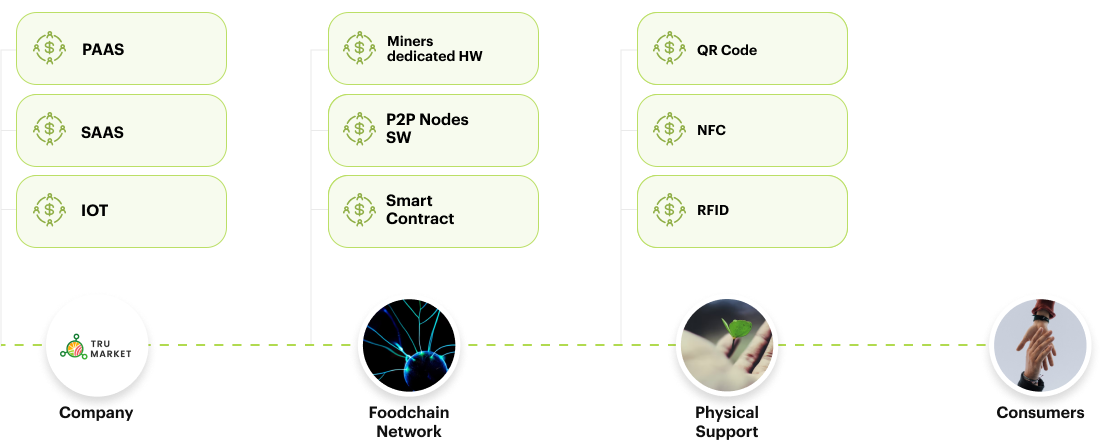 PAAS
SAAS
IOT
Miners
dedicated HW
P2P Nodes
SW
Smart
Contract
QR Code
NFC
RFID
TRU
MARKET
Company
Foodchain
Network
Physical
Support
Consumers